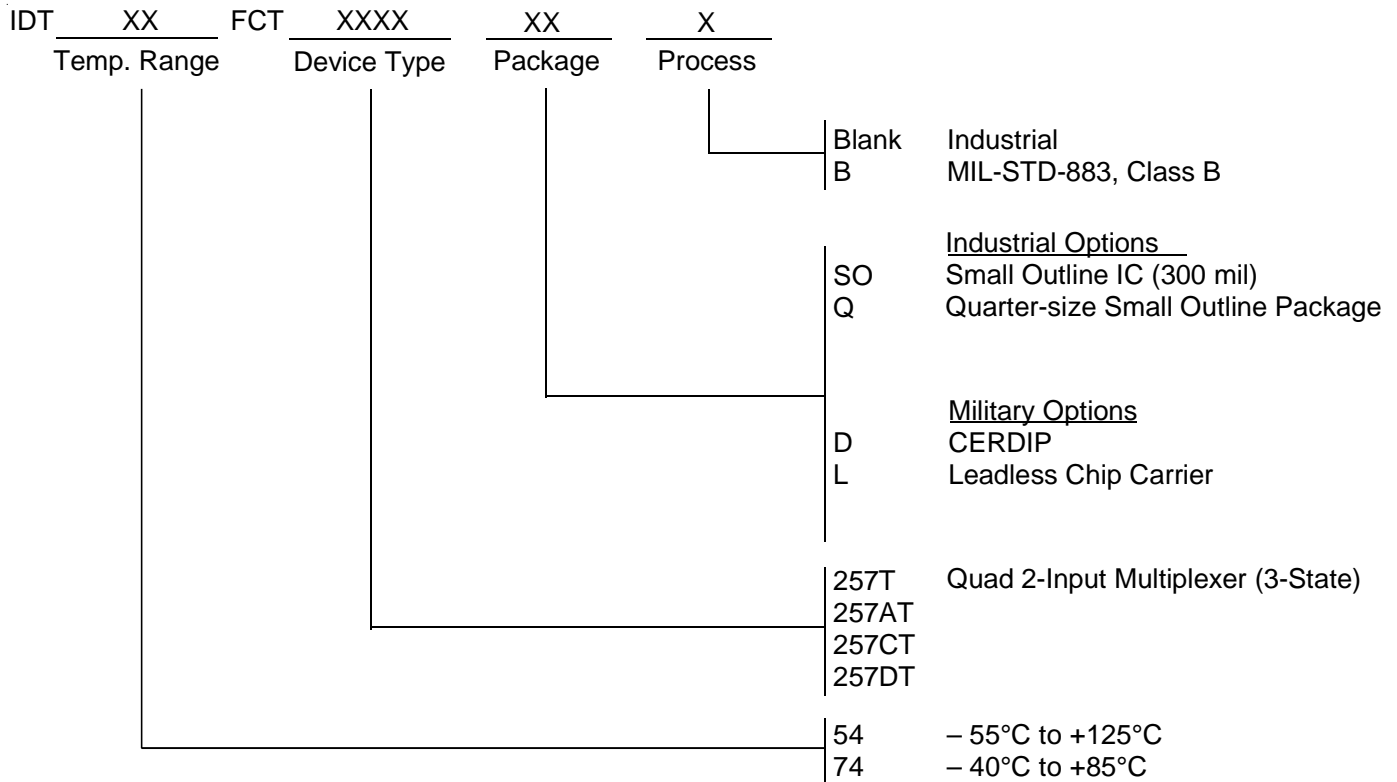 IDT XX FCT XXXX XX X
Temp. Range Device Type Package Process
Blank Industrial
B MIL-STD-883, Class B
Industrial Options
SO Small Outline IC (300 mil)
Q Quarter-size Small Outline Package
Military Options
D CERDIP
L Leadless Chip Carrier
257T Quad 2-Input Multiplexer (3-State)
257AT
257CT
257DT
54 – 55°C to +125°C
74 – 40°C to +85°C